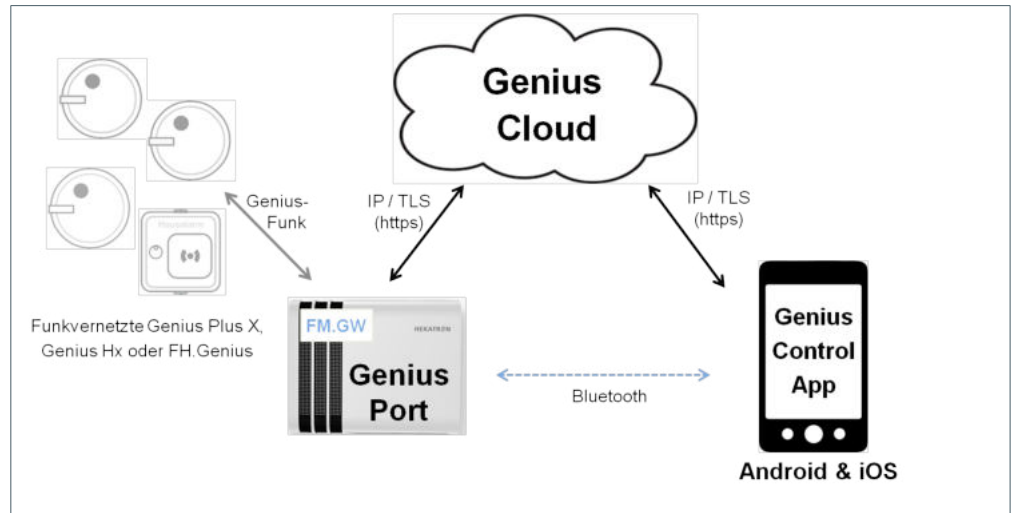 Genius
Cloud
Genius-
Funk
IP / TLS
(https)
IP / TLS
(https)
Hausalarm
Funkvernetzte Genius Plus X,
Genius Hx oder FH.Genius
FM.GW
HEKATRON
Genius
Port
Bluetooth
Genius
Control
App
Android & iOS